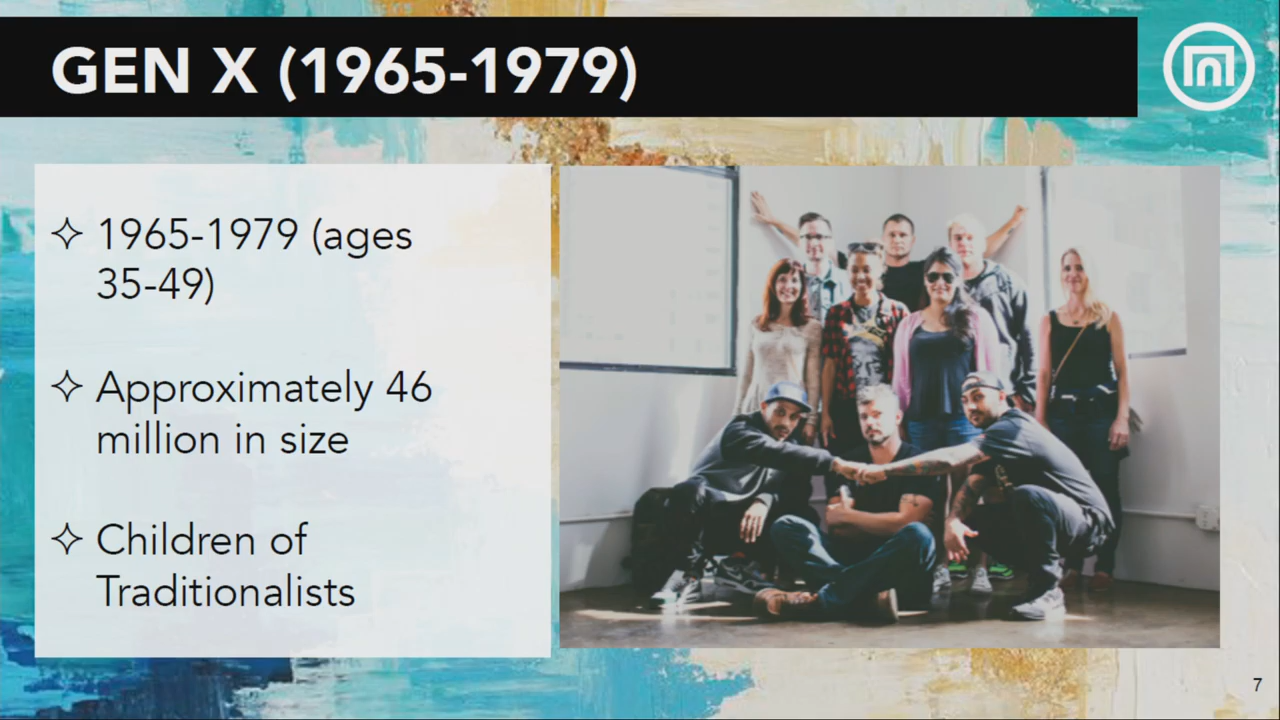 GEN X (1965-1979)
✧ 1965-1979 (ages
35-49)
✧ Approximately 46
million in size
✧ Children of
Traditionalists
7